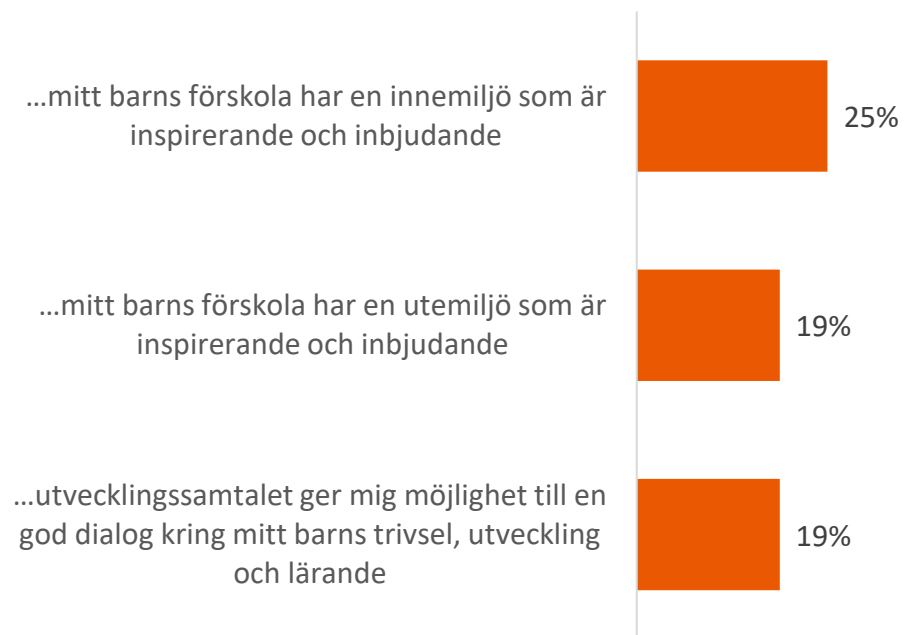 ...mitt barns förskola har en innemiljö som är
inspirerande och inbjudande
25%
...mitt barns förskola har en utemiljö som är
inspirerande och inbjudande
19%
...utvecklingssamtalet ger mig möjlighet till en
god dialog kring mitt barns trivsel, utveckling
och lärande
19%